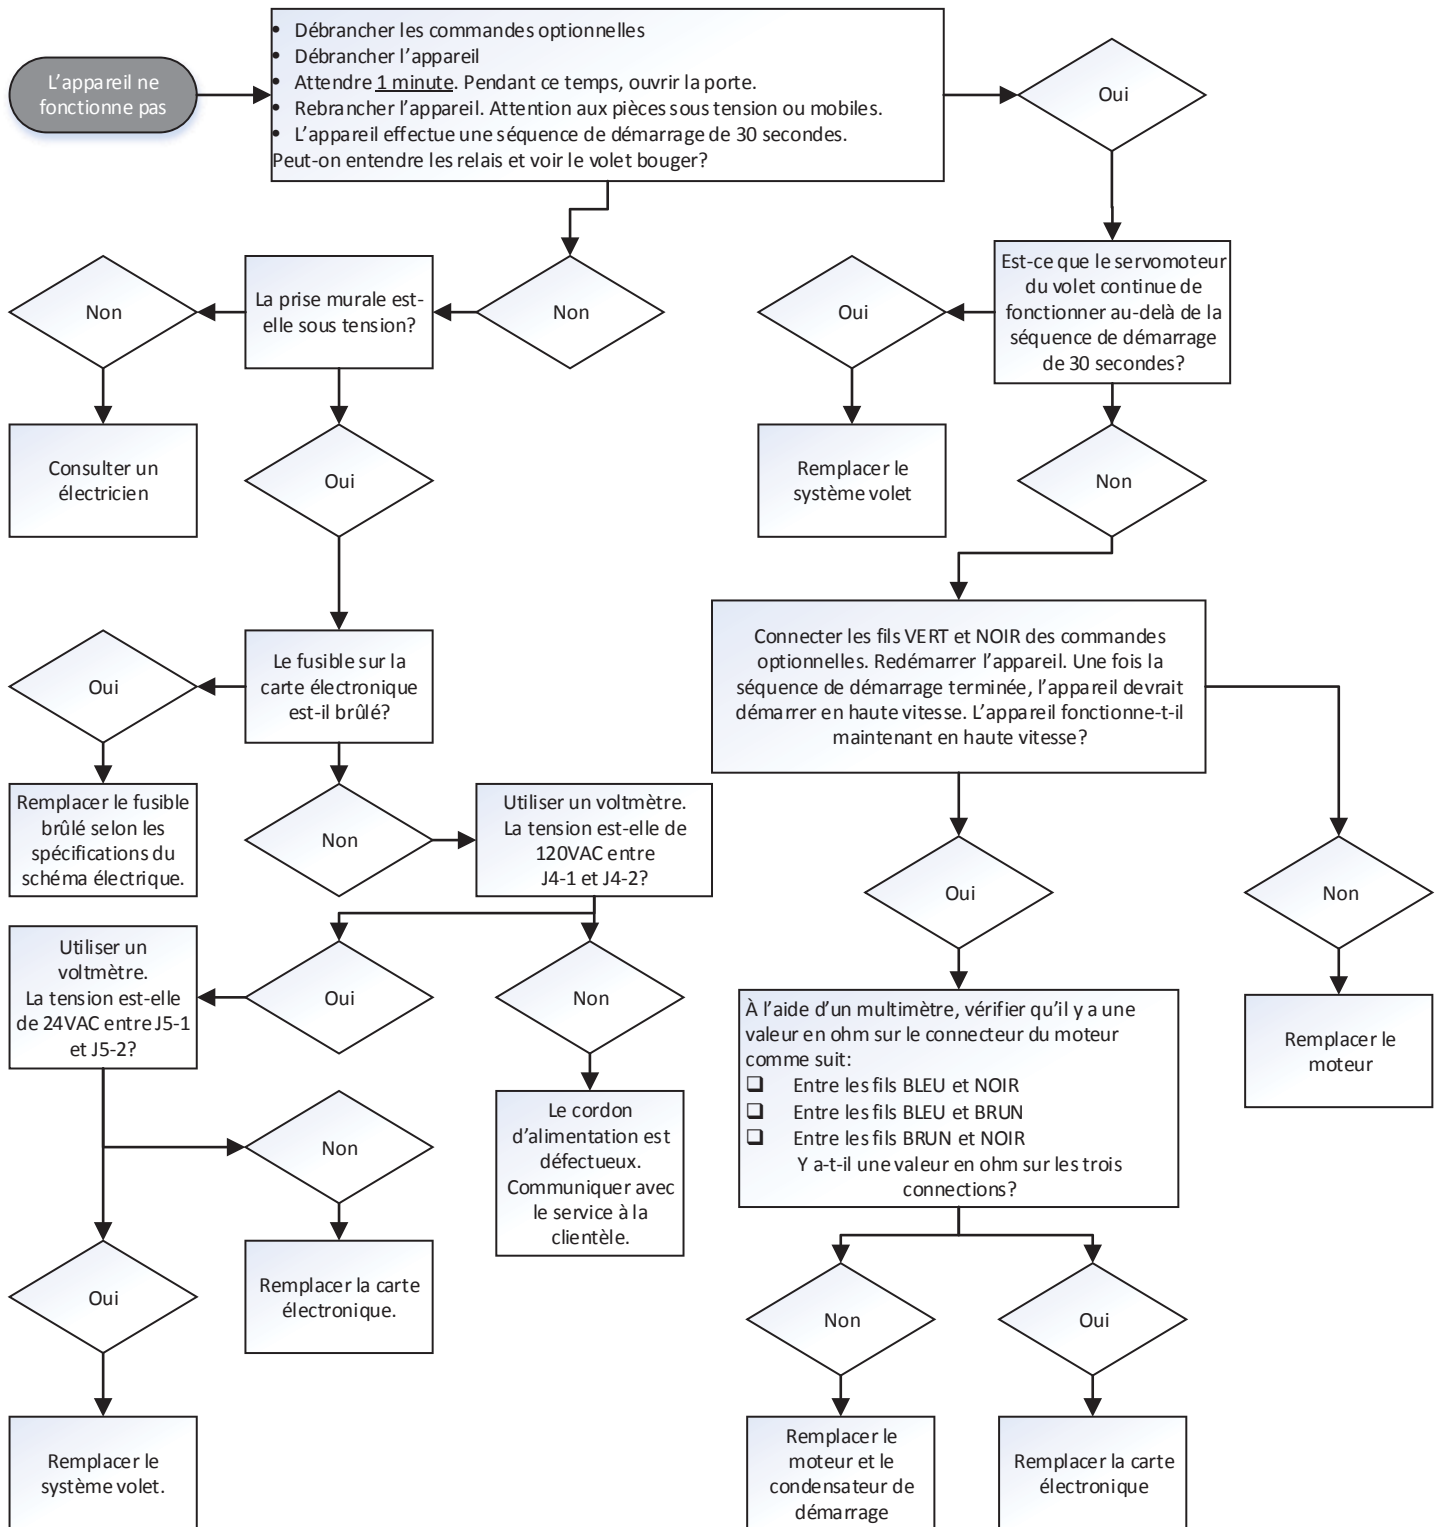 L'appareil ne
fonctionne pas
• Débrancher les commandes optionnelles
• Débrancher l'appareil
• Attendre 1 minute. Pendant ce temps, ouvrir la porte.
• Rebrancher l'appareil. Attention aux pièces sous tension ou mobiles.
• L'appareil effectue une séquence de démarrage de 30 secondes.
Peut-on entendre les relais et voir le volet bouger?
Oui
Non
La prise murale est-
elle sous tension?
Non
Oui
Est-ce que le servomoteur
du volet continue de
fonctionner au-delà de la
séquence de démarrage
de 30 secondes?
Consulter un
électricien
Oui
Remplacer le
système volet
Non
Oui
Le fusible sur la
carte électronique
est-il brûlé?
Connecter les fils VERT et NOIR des commandes
optionnelles. Redémarrer l'appareil. Une fois la
séquence de démarrage terminée, l'appareil devrait
démarrer en haute vitesse. L'appareil fonctionne-t-il
maintenant en haute vitesse?
Remplacer le fusible
brûlé selon les
spécifications du
schéma électrique.
Non
Utiliser un voltmètre.
La tension est-elle de
120VAC entre
J4-1 et J4-2?
Oui
Non
Utiliser un
voltmètre.
La tension est-elle
de 24VAC entre J5-1
et J5-2?
Oui
Non
À l'aide d'un multimètre, vérifier qu'il y a une
valeur en ohm sur le connecteur du moteur
comme suit:
❑ Entre les fils BLEU et NOIR
❑ Entre les fils BLEU et BRUN
❑ Entre les fils BRUN et NOIR
Y a-t-il une valeur en ohm sur les trois
connections?
Remplacer le
moteur
Non
Le cordon
d'alimentation est
défectueux.
Communiquer avec
le service à la
clientèle.
Oui
Remplacer la carte
électronique.
Non
Oui
Remplacer le
système volet.
Remplacer le
moteur et le
condensateur de
démarrage
Remplacer la carte
électronique